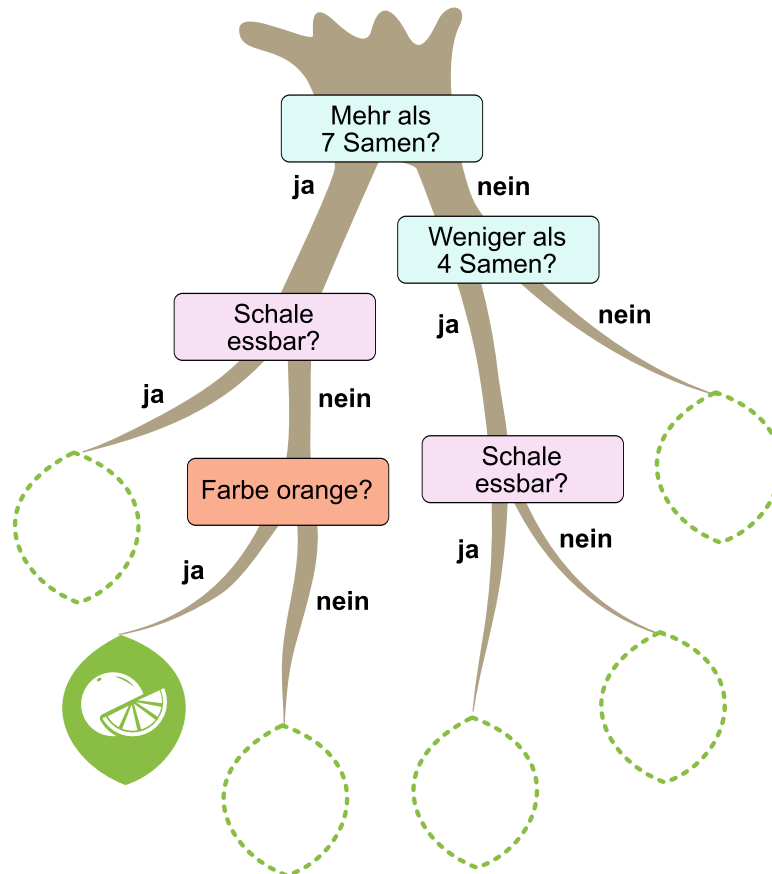 Mehr als
7 Samen?
ja
nein
Weniger als
4 Samen?
Schale
essbar?
ja
nein
ja
nein
Farbe orange?
Schale
essbar?
ja
nein
ja
nein